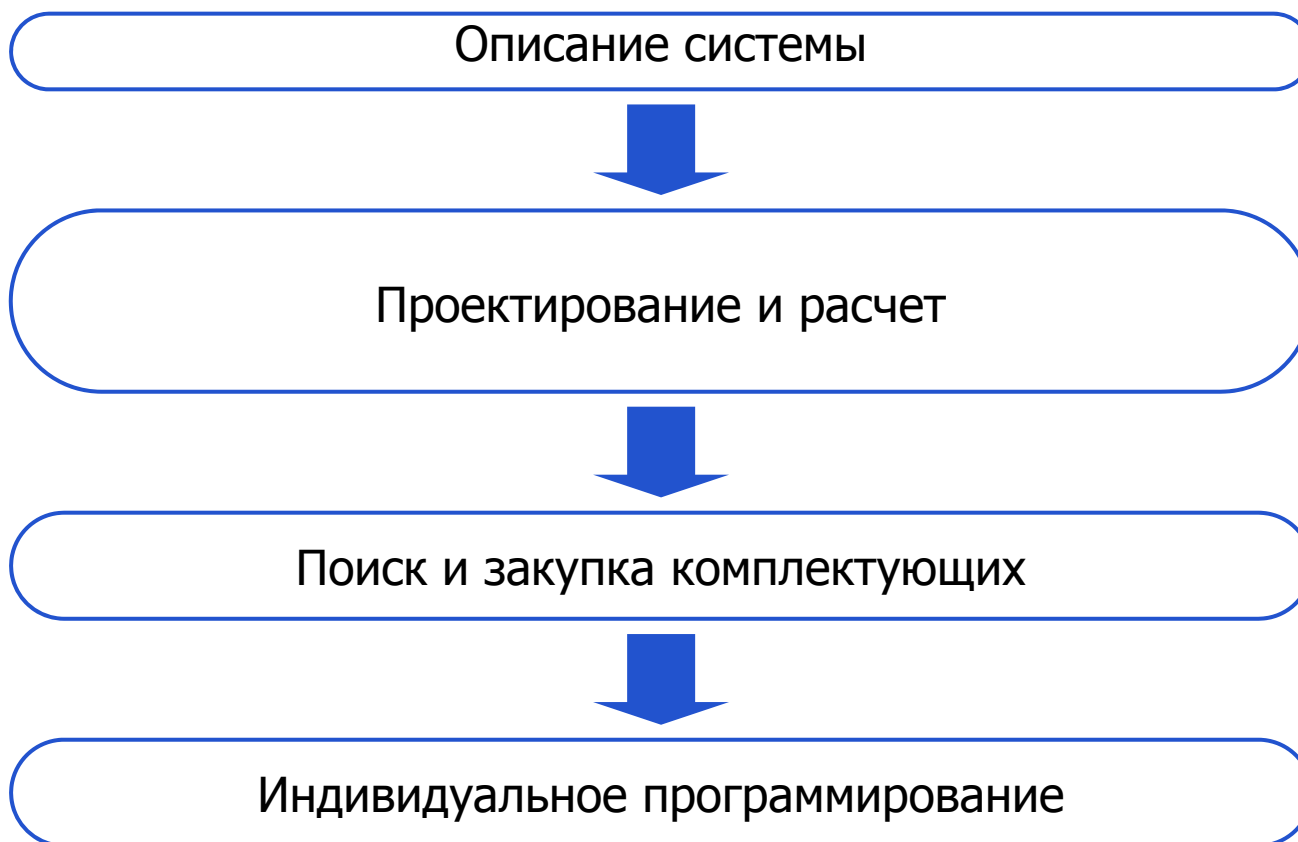 Описание системы
Проектирование и расчет
Поиск и закупка комплектующих
Индивидуальное программирование